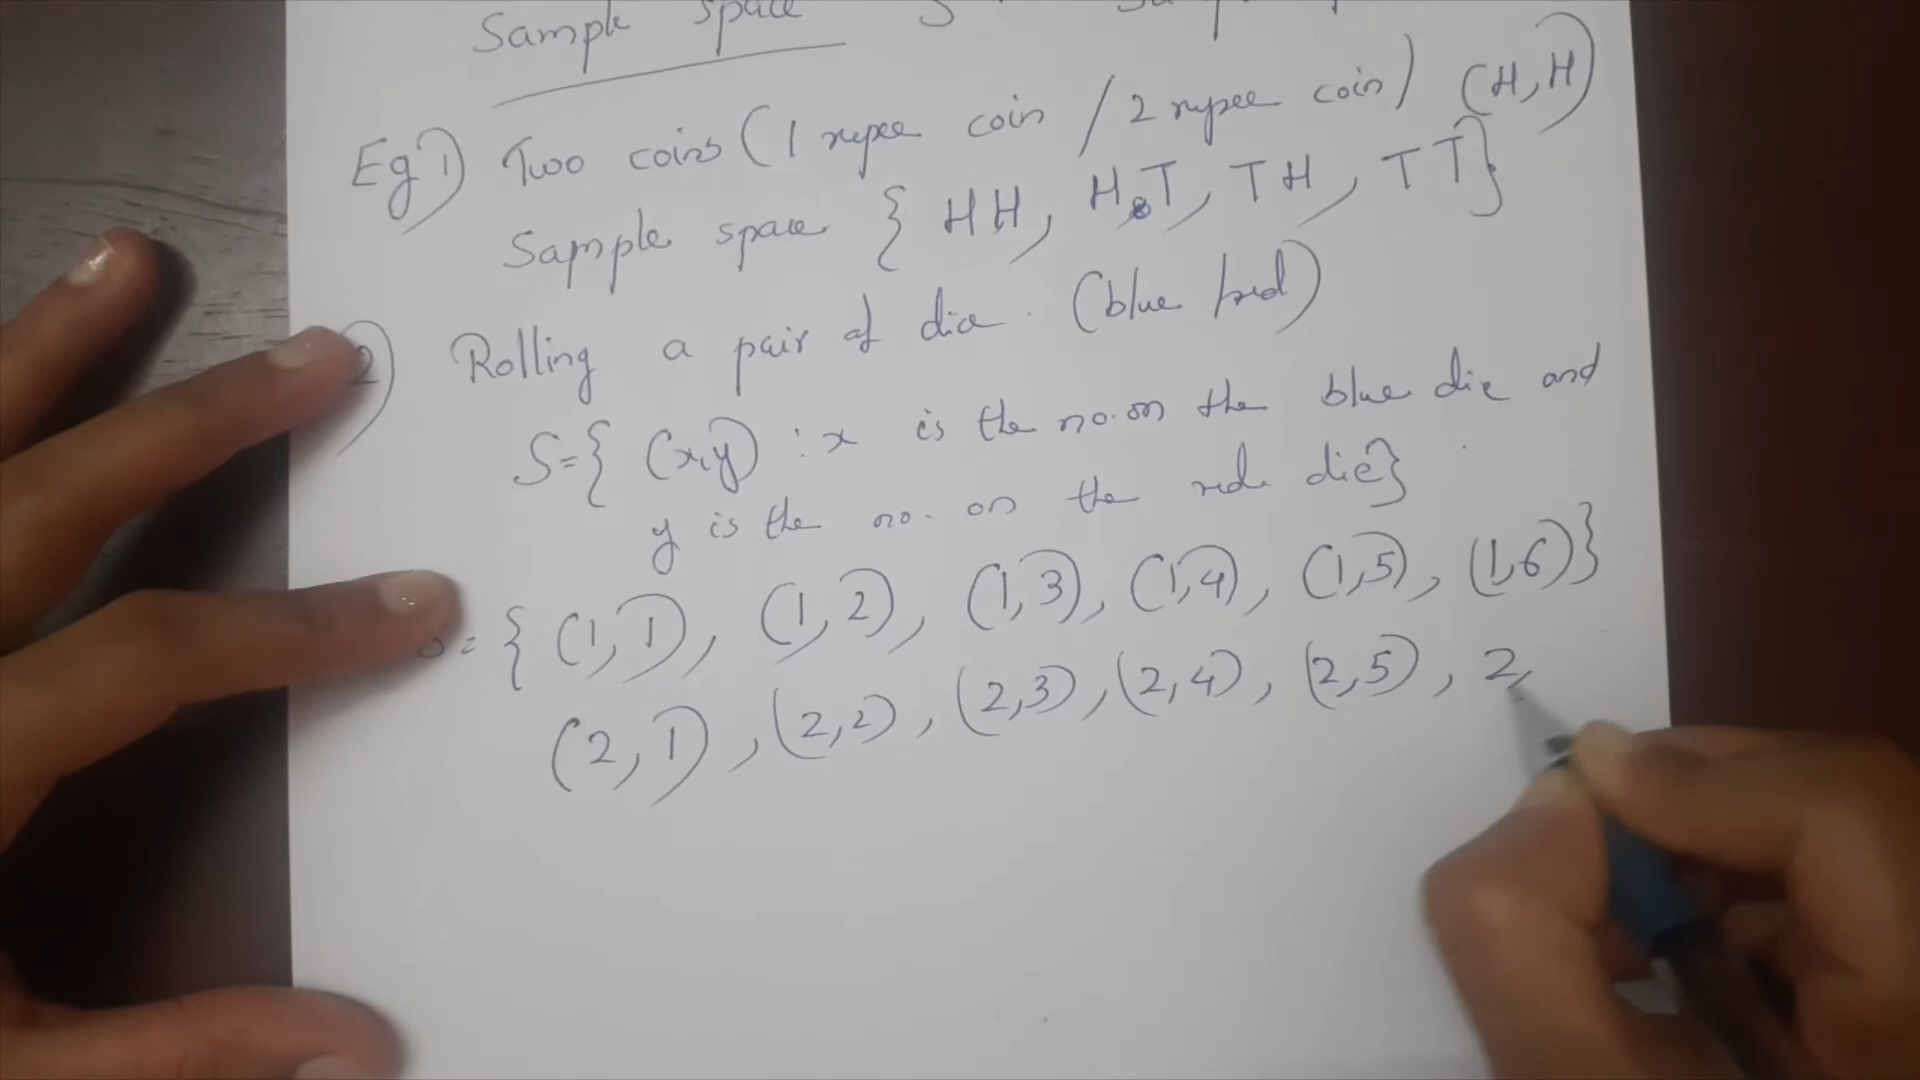 Sample space S
Eg 1) Two coins (1 rupee coin / 2 rupee coin) (H,H)
Sample space { HH, HT, TH, TT}
2) Rolling a pair of dice. (blue/red)
S={ (x,y) : x is the no. on the blue die and
y is the no. on the red die}
S = { (1,1), (1,2), (1,3), (1,4), (1,5), (1,6)}
(2,1), (2,2), (2,3), (2,4), (2,5), 2,